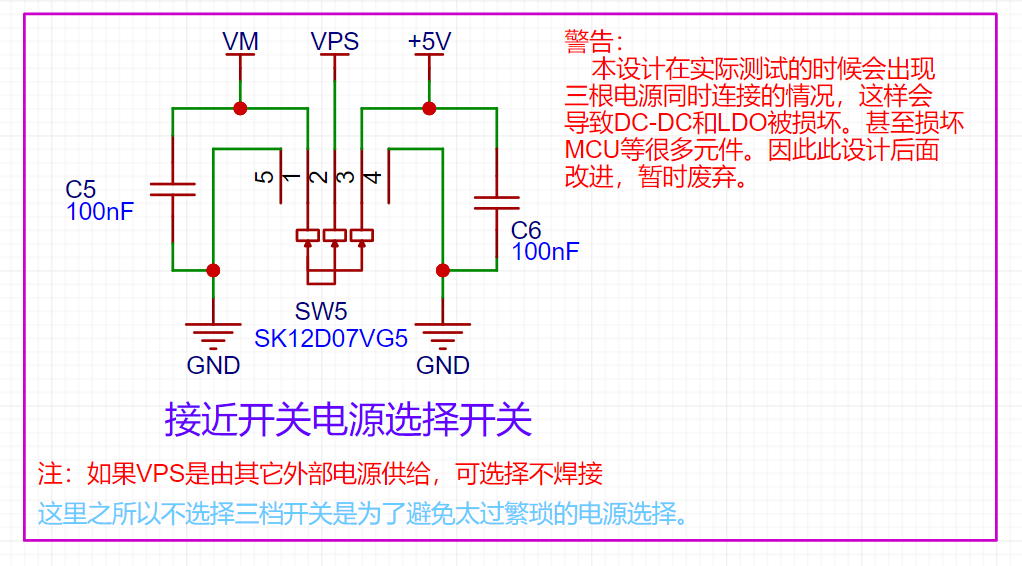 VM
VPS
+5V
警告：
本设计在实际测试的时候会出现
三根电源同时连接的情况，这样会
导致DC-DC和LDO被损坏。甚至损坏
MCU等很多元件。因此此设计后面
改进，暂时废弃。
5
1
2
3
4
C5
100nF
C6
100nF
SW5
SK12D07VG5
GND
GND
接近开关电源选择开关
注：如果VPS是由其它外部电源供给，可选择不焊接
这里之所以不选择三档开关是为了避免太过繁琐的电源选择。